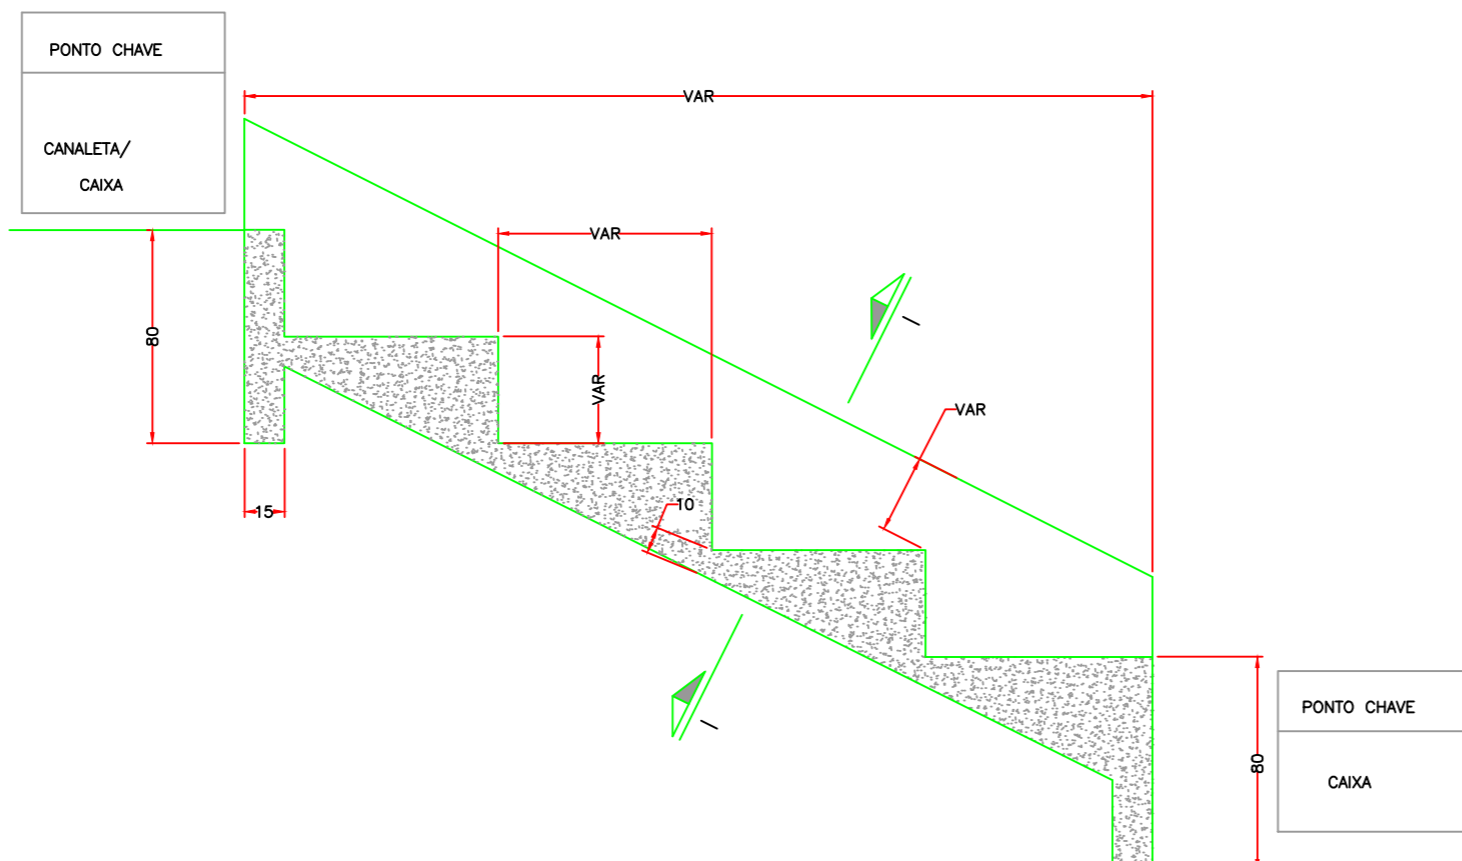 PONTO CHAVE
CANALETA/
CAIXA
VAR
VAR
80
VAR
I
VAR
15
10
I
PONTO CHAVE
80
CAIXA